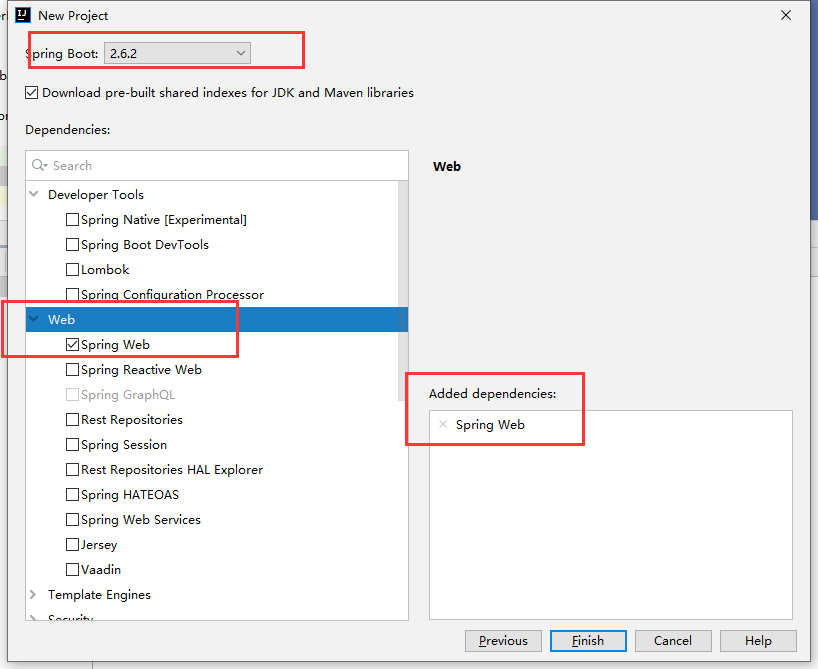 New Project
Spring Boot: 2.6.2
Download pre-built shared indexes for JDK and Maven libraries
Dependencies:
Search
Developer Tools
Spring Native [Experimental]
Spring Boot DevTools
Lombok
Spring Configuration Processor
Web
Spring Web
Spring Reactive Web
Spring GraphQL
Rest Repositories
Spring Session
Rest Repositories HAL Explorer
Spring HATEOAS
Spring Web Services
Jersey
Vaadin
Template Engines
Security
Web
Added dependencies:
Spring Web
Previous
Finish
Cancel
Help